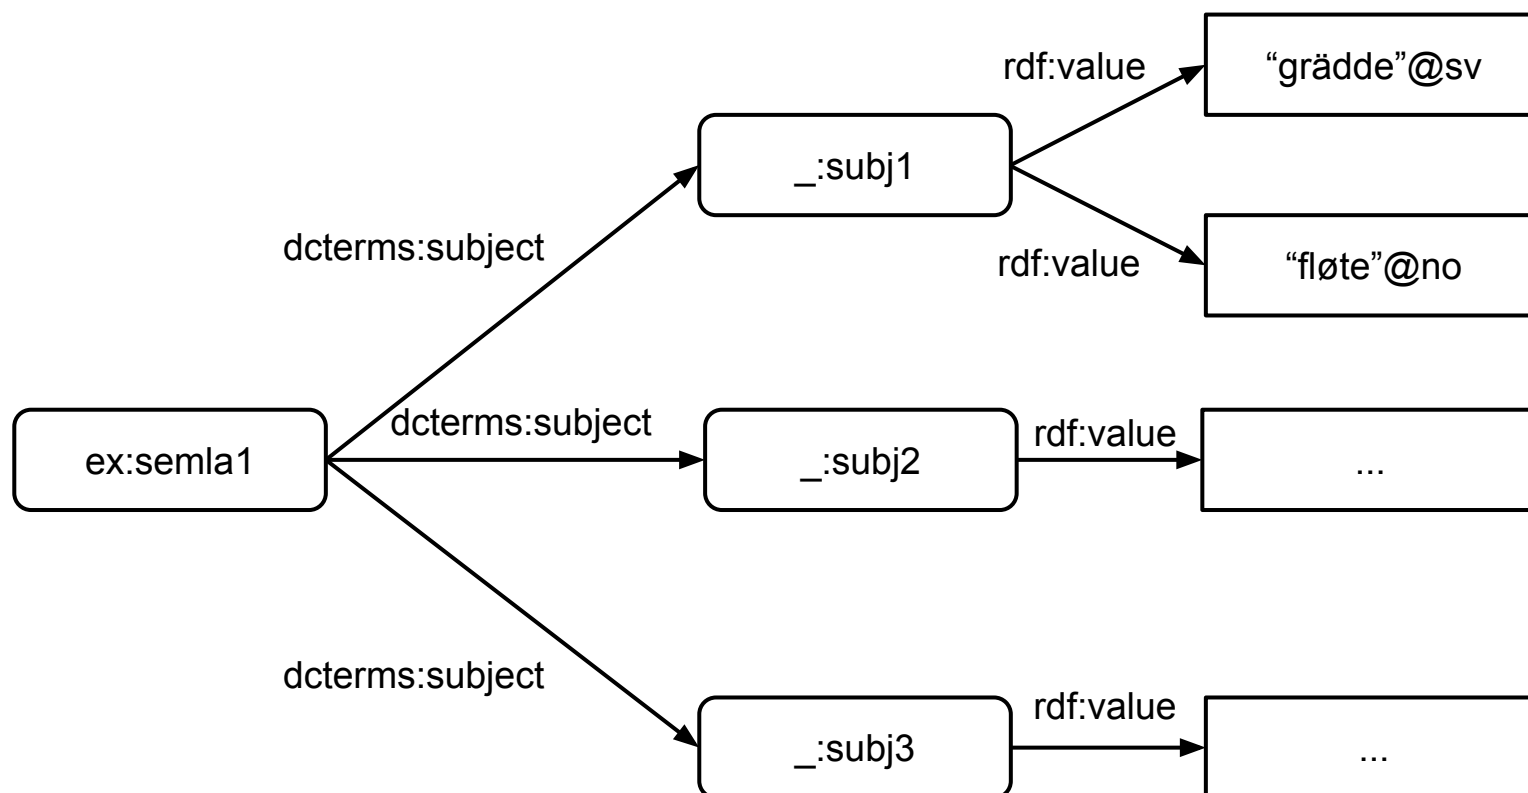 rdf:value
“grädde”@sv
_:subj1
dcterms:subject
rdf:value
“fløte”@no
dcterms:subject
rdf:value
ex:semla1
_:subj2
...
dcterms:subject
rdf:value
_:subj3
...